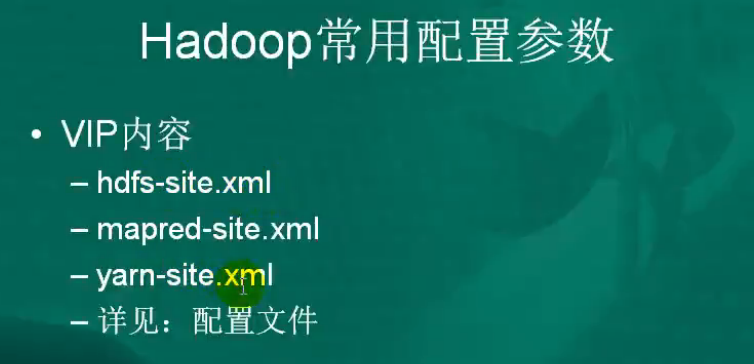 Hadoop常用配置参数
• VIP内容
– hdfs-site.xml
– mapred-site.xml
– yarn-site.xml
– 详见：配置文件